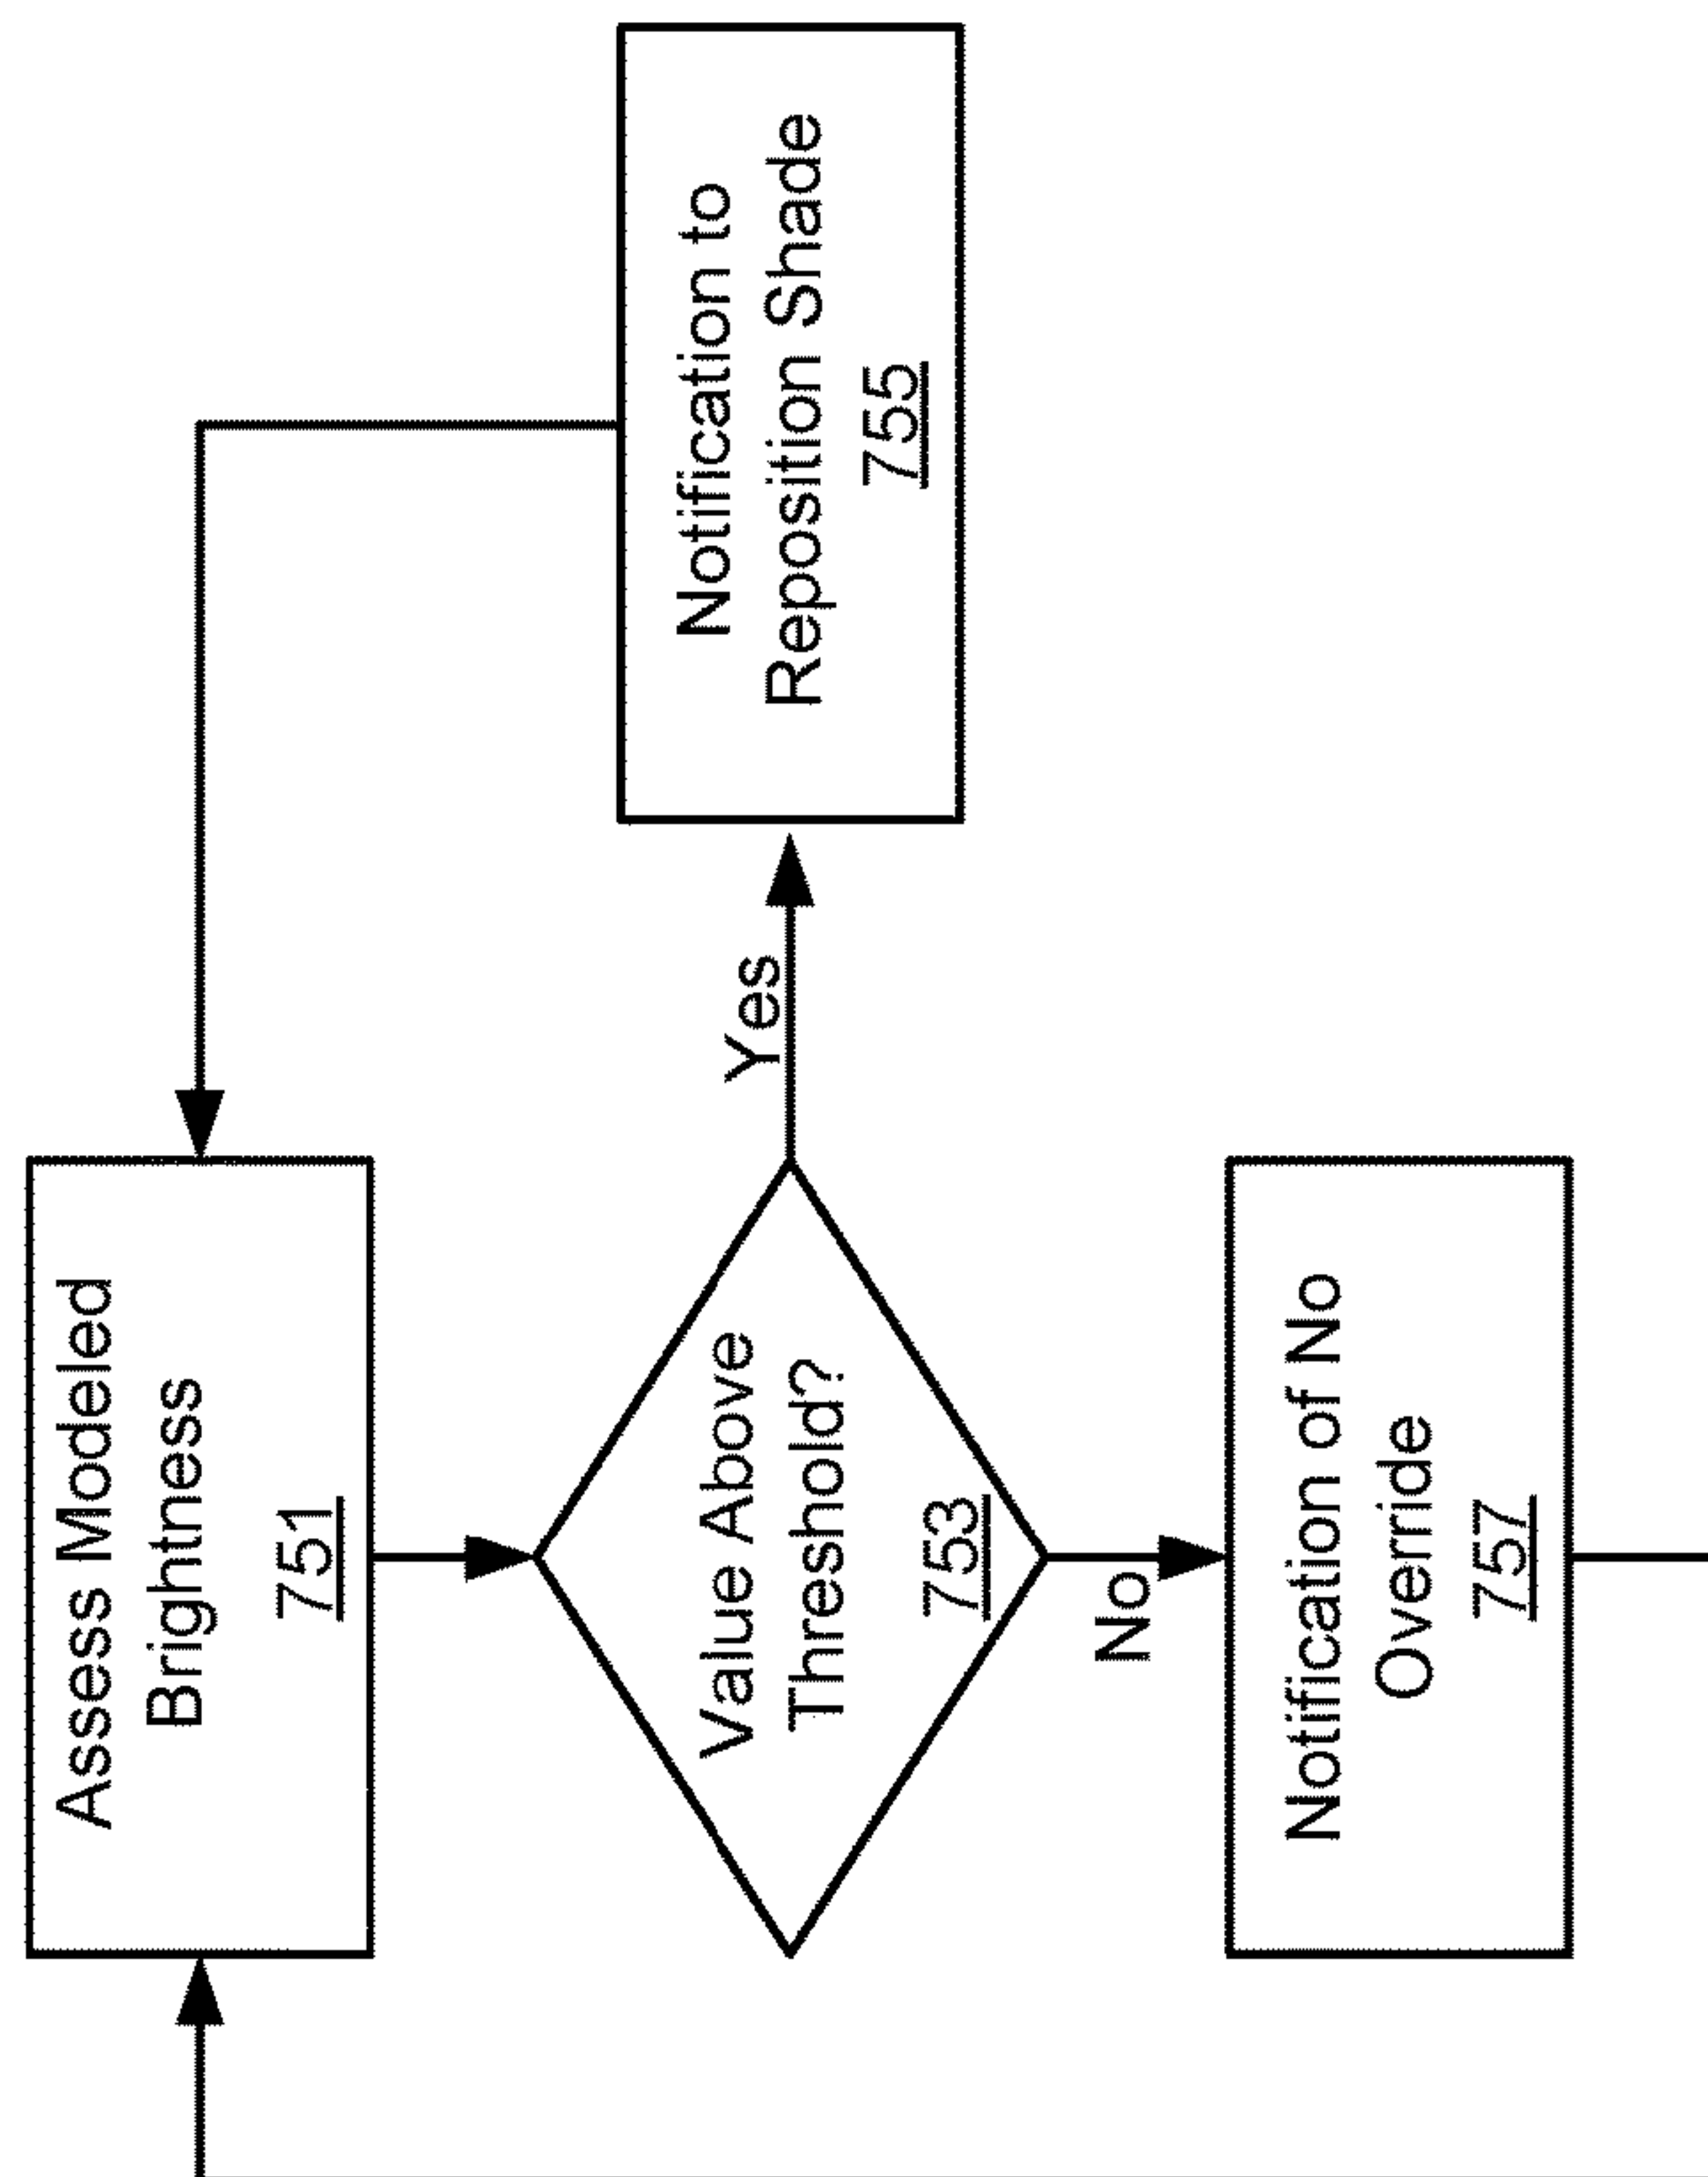 Assess Modeled
Brightness
751
Value Above
Threshold?
753
Yes
Notification to
Reposition Shade
755
No
Notification of No
Override
757